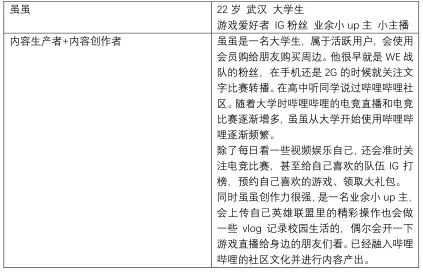 虽虽
22 岁 武汉 大学生
游戏爱好者 IG 粉丝 业余小 up 主 小主播
内容生产者+内容创作者
虽虽是一名大学生，属于活跃用户，会使用
会员购给朋友购买周边。他很早就是 WE 战
队的粉丝，在手机还是 2G 的时候就关注文
字比赛转播。在高中听同学说过哔哩哔哩社
区。随着大学时哔哩哔哩的电竞直播和电竞
比赛逐渐增多，虽虽从大学开始使用哔哩哔
哩逐渐频繁。
除了每日看一些视频娱乐自己，还会准时关
注电竞比赛，甚至给自己喜欢的队伍 IG 打
榜，预约自己喜欢的游戏、领取大礼包。
同时虽虽创作力很强，是一名业余小 up 主，
会上传自己英雄联盟里的精彩操作也会做
一些 vlog 记录校园生活的，偶尔会开一下
游戏直播给身边的朋友们看。已经融入哔哩
哔哩的社区文化并进行内容产出。